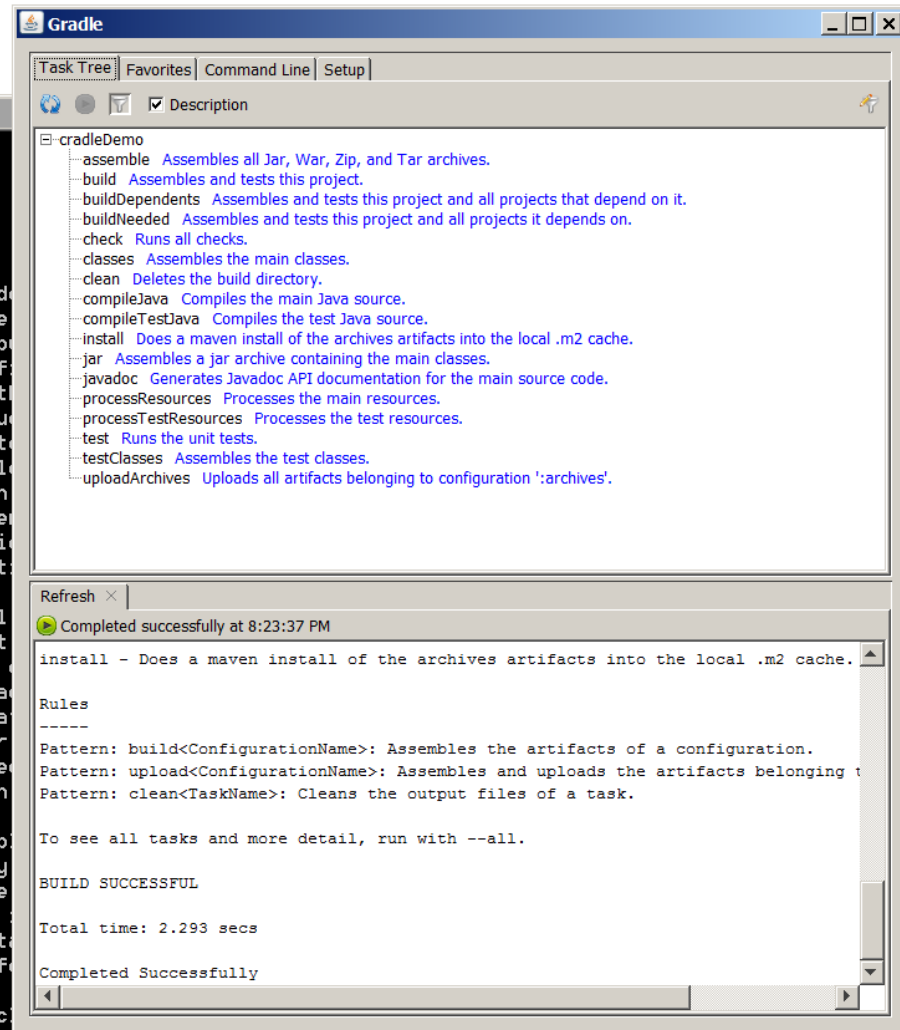 Gradle
Task Tree Favorites Command Line Setup
Description
cradleDemo
assemble Assembles all Jar, War, Zip, and Tar archives.
build Assembles and tests this project.
buildDependents Assembles and tests this project and all projects that depend on it.
buildNeeded Assembles and tests this project and all projects it depends on.
check Runs all checks.
classes Assembles the main classes.
clean Deletes the build directory.
compileJava Compiles the main Java source.
compileTestJava Compiles the test Java source.
install Does a maven install of the archives artifacts into the local .m2 cache.
jar Assembles a jar archive containing the main classes.
javadoc Generates Javadoc API documentation for the main source code.
processResources Processes the main resources.
processTestResources Processes the test resources.
test Runs the unit tests.
testClasses Assembles the test classes.
uploadArchives Uploads all artifacts belonging to configuration ':archives'.
Refresh
Completed successfully at 8:23:37 PM
install - Does a maven install of the archives artifacts into the local .m2 cache.
Rules
-----
Pattern: build<ConfigurationName>: Assembles the artifacts of a configuration.
Pattern: upload<ConfigurationName>: Assembles and uploads the artifacts belonging
Pattern: clean<TaskName>: Cleans the output files of a task.
To see all tasks and more detail, run with --all.
BUILD SUCCESSFUL
Total time: 2.293 secs
Completed Successfully